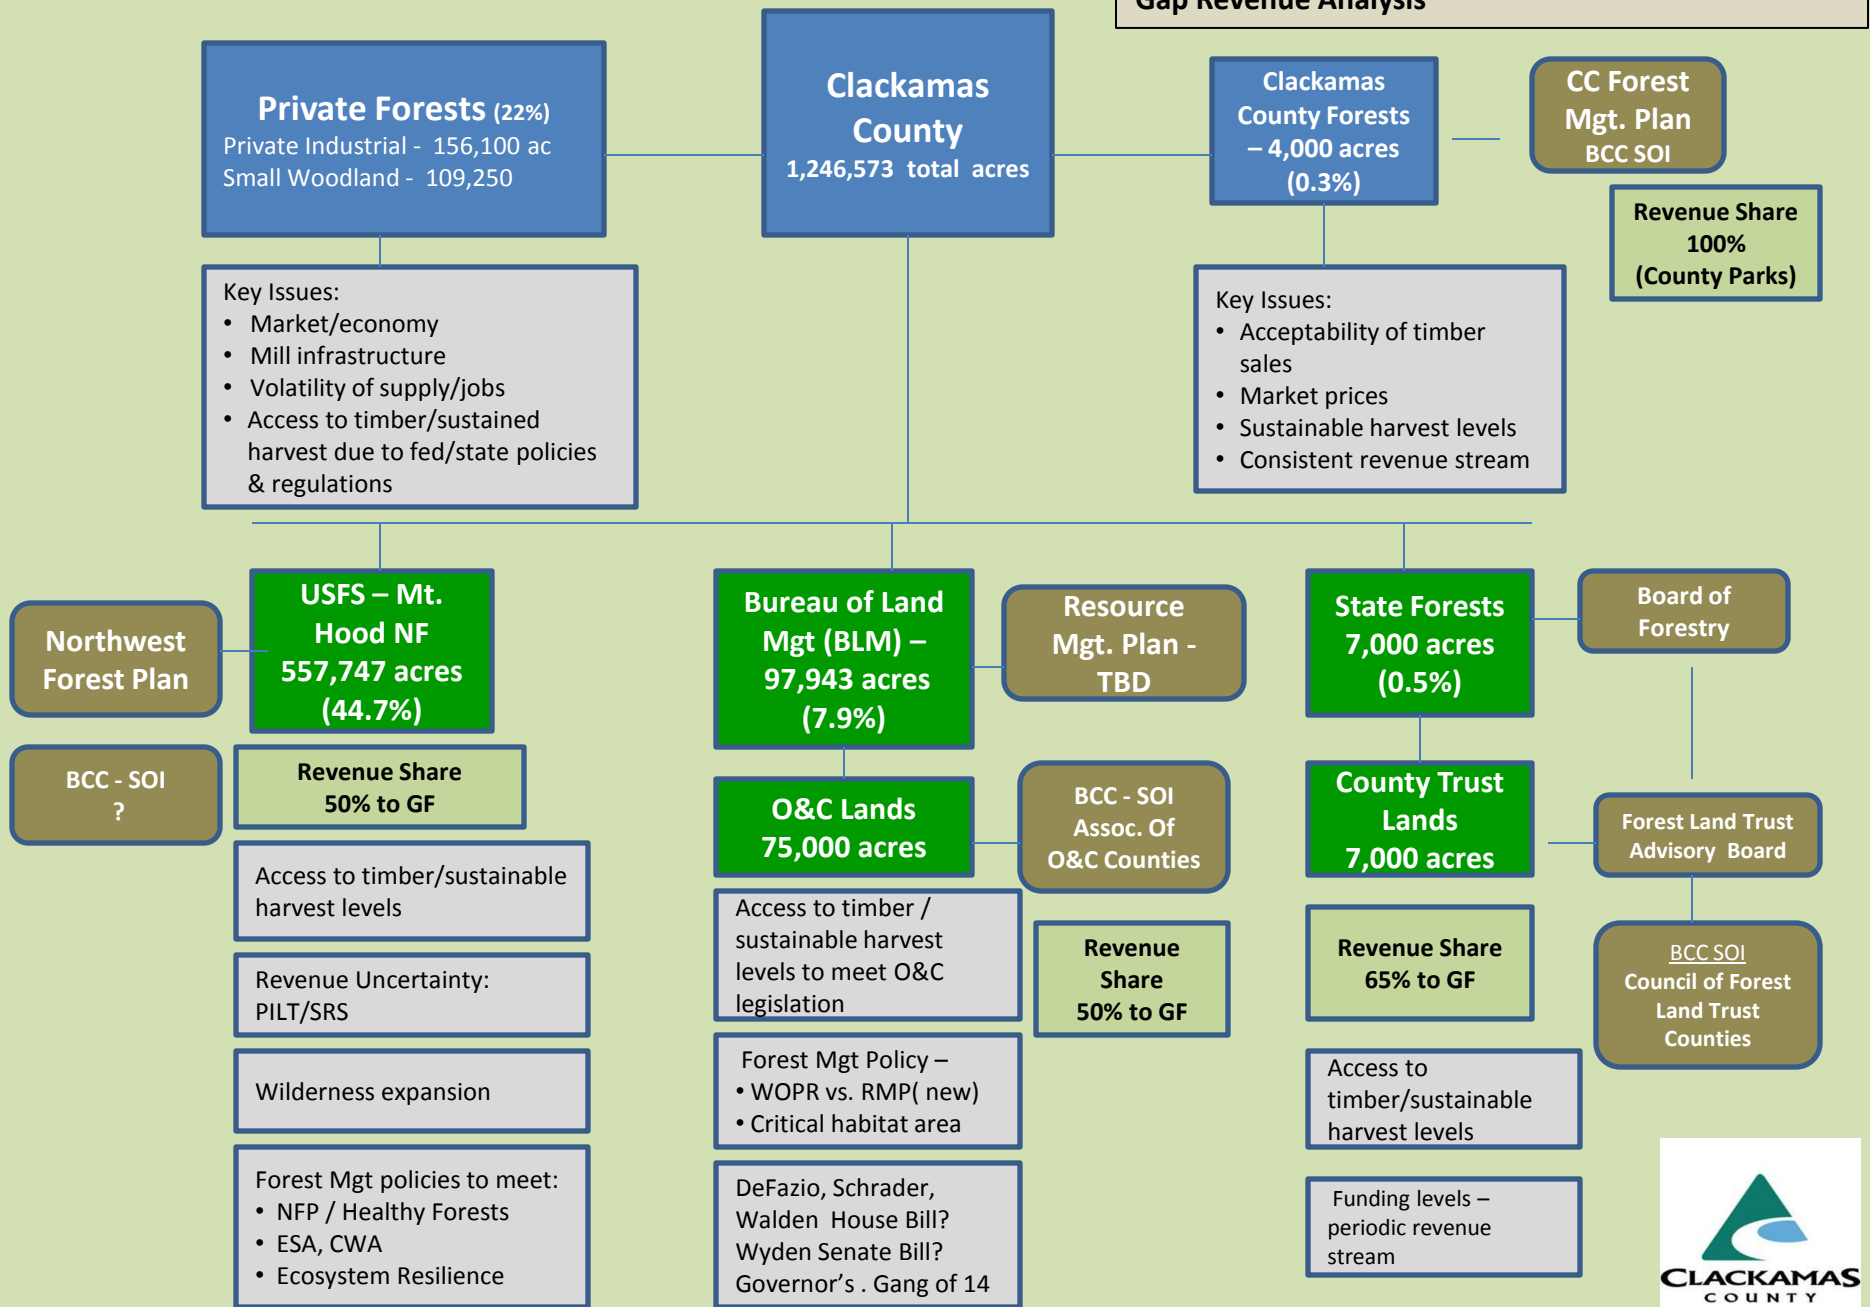 Gap Revenue Analysis
Private Forests (22%)
Private Industrial - 156,100 ac
Small Woodland - 109,250
Clackamas
County
1,246,573 total acres
Clackamas
County Forests
– 4,000 acres
(0.3%)
CC Forest
Mgt. Plan
BCC SOI
Revenue Share
100%
(County Parks)
Key Issues:
• Market/economy
• Mill infrastructure
• Volatility of supply/jobs
• Access to timber/sustained
harvest due to fed/state policies
& regulations
Key Issues:
• Acceptability of timber
sales
• Market prices
• Sustainable harvest levels
• Consistent revenue stream
Northwest
Forest Plan
USFS – Mt.
Hood NF
557,747 acres
(44.7%)
BCC - SOI
?
Revenue Share
50% to GF
Access to timber/sustainable
harvest levels
Revenue Uncertainty:
PILT/SRS
Wilderness expansion
Forest Mgt policies to meet:
• NFP / Healthy Forests
• ESA, CWA
• Ecosystem Resilience
Bureau of Land
Mgt (BLM) –
97,943 acres
(7.9%)
Resource
Mgt. Plan -
TBD
O&C Lands
75,000 acres
BCC - SOI
Assoc. Of
O&C Counties
Access to timber /
sustainable harvest
levels to meet O&C
legislation
Revenue
Share
50% to GF
Forest Mgt Policy –
• WOPR vs. RMP( new)
• Critical habitat area
DeFazio, Schrader,
Walden House Bill?
Wyden Senate Bill?
Governor's . Gang of 14
State Forests
7,000 acres
(0.5%)
Board of
Forestry
County Trust
Lands
7,000 acres
Forest Land Trust
Advisory Board
Revenue Share
65% to GF
BCC SOI
Council of Forest
Land Trust
Counties
Access to
timber/sustainable
harvest levels
Funding levels –
periodic revenue
stream
CLACKAMAS
COUNTY